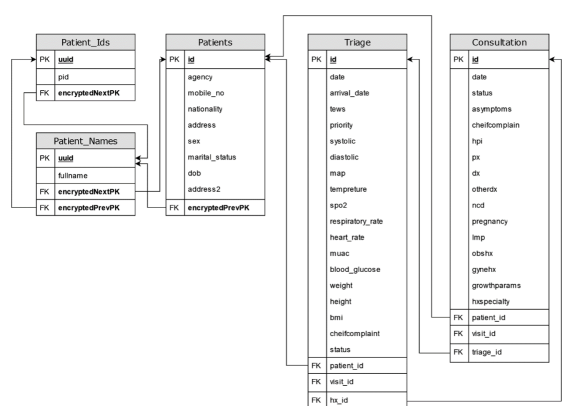 Patient_Ids
PK uuid
pid
FK encryptedNextPK
Patient_Names
PK uuid
fullname
FK encryptedNextPK
FK encryptedPrevPK
Patients
PK id
agency
mobile_no
nationality
address
sex
marital_status
dob
address2
FK encryptedPrevPK
Triage
PK id
date
arrival_date
tews
priority
systolic
diastolic
map
tempreture
spo2
respiratory_rate
heart_rate
muac
blood_glucose
weight
height
bmi
cheifcomplaint
status
FK patient_id
FK visit_id
FK hx_id
Consultation
PK id
date
status
asymptoms
cheifcomplain
hpi
px
dx
otherdx
ncd
pregnancy
lmp
obshx
gynehx
growthparams
hxspecialty
FK patient_id
FK visit_id
FK triage_id